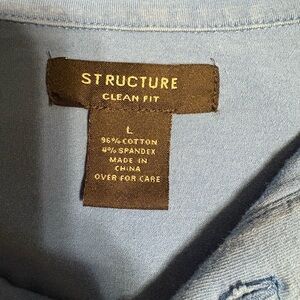 STRUCTURE
CLEAN FIT
L
96% COTTON
4% SPANDEX
MADE IN
CHINA
OVER FOR CARE